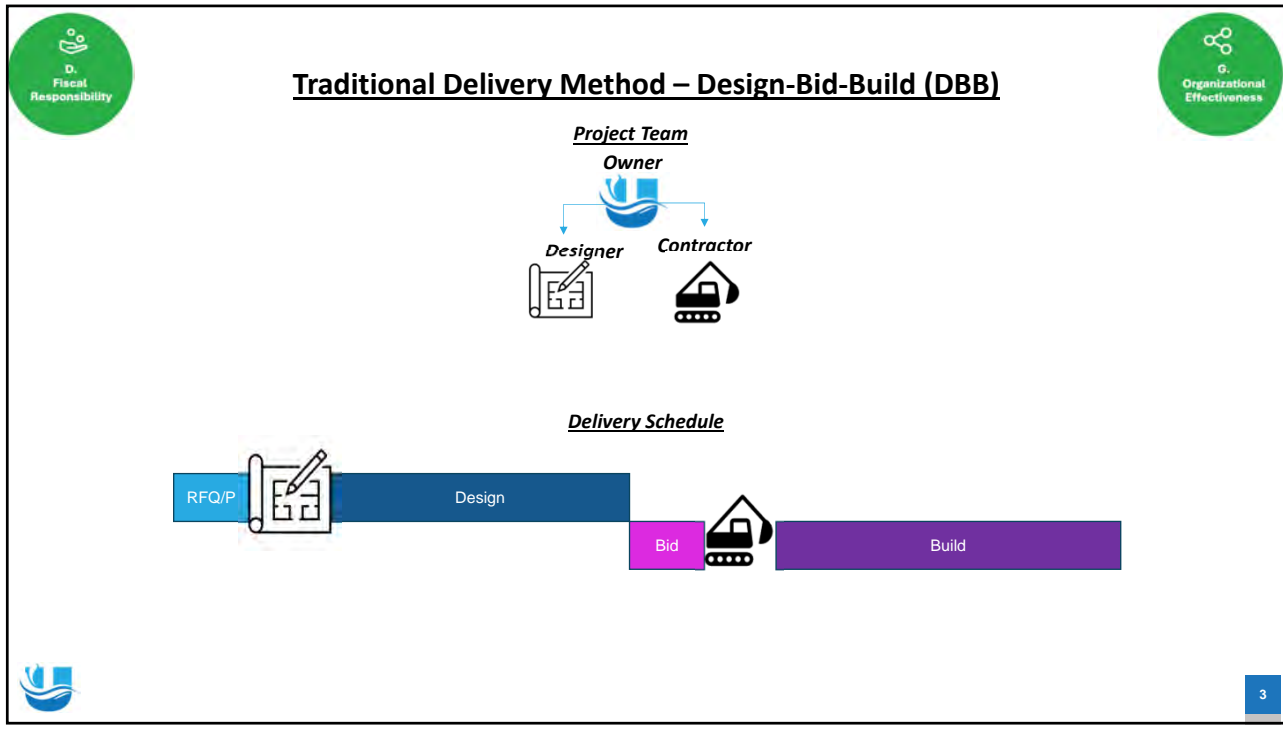 D.
Fiscal
Responsibility
G.
Organizational
Effectiveness
Traditional Delivery Method – Design-Bid-Build (DBB)
Project Team
Owner
Designer
Contractor
Delivery Schedule
RFQ/P
Design
Bid
Build
3